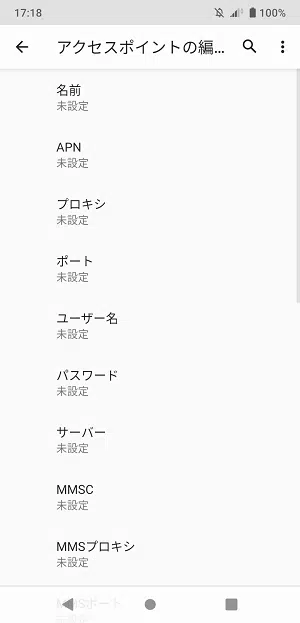 17:18
100%
アクセスポイントの編...
名前
未設定
APN
未設定
プロキシ
未設定
ポート
未設定
ユーザー名
未設定
パスワード
未設定
サーバー
未設定
MMSC
未設定
MMSプロキシ
未設定
MMSポート